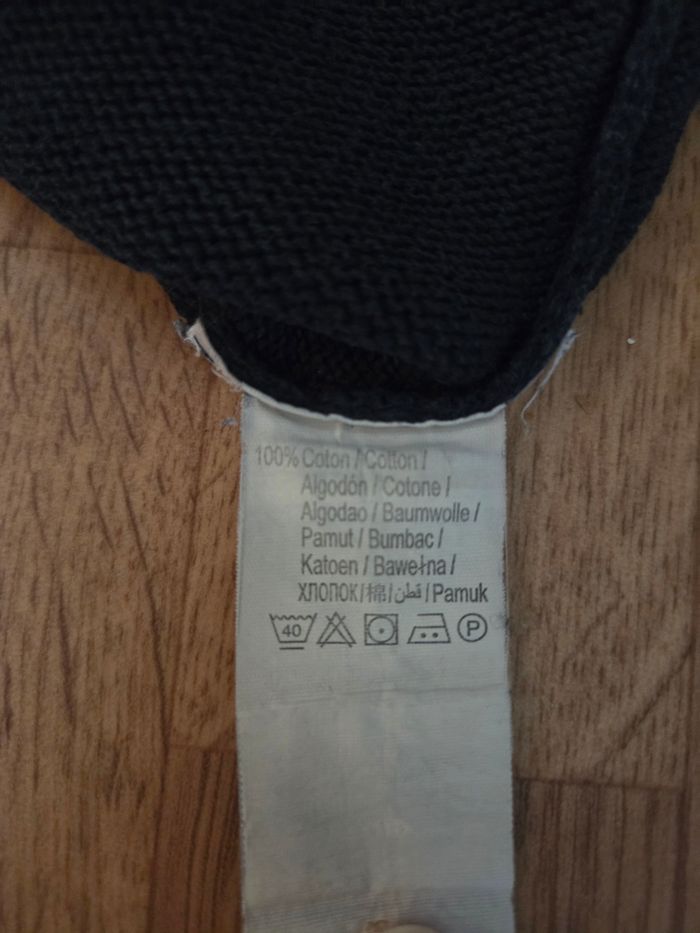 100% Coton / Cotton /
Algodón / Cotone /
Algodao / Baumwolle /
Pamut / Bumbac /
Katoen / Bawełna /
хлопок / 棉 / قطن / Pamuk
40 P